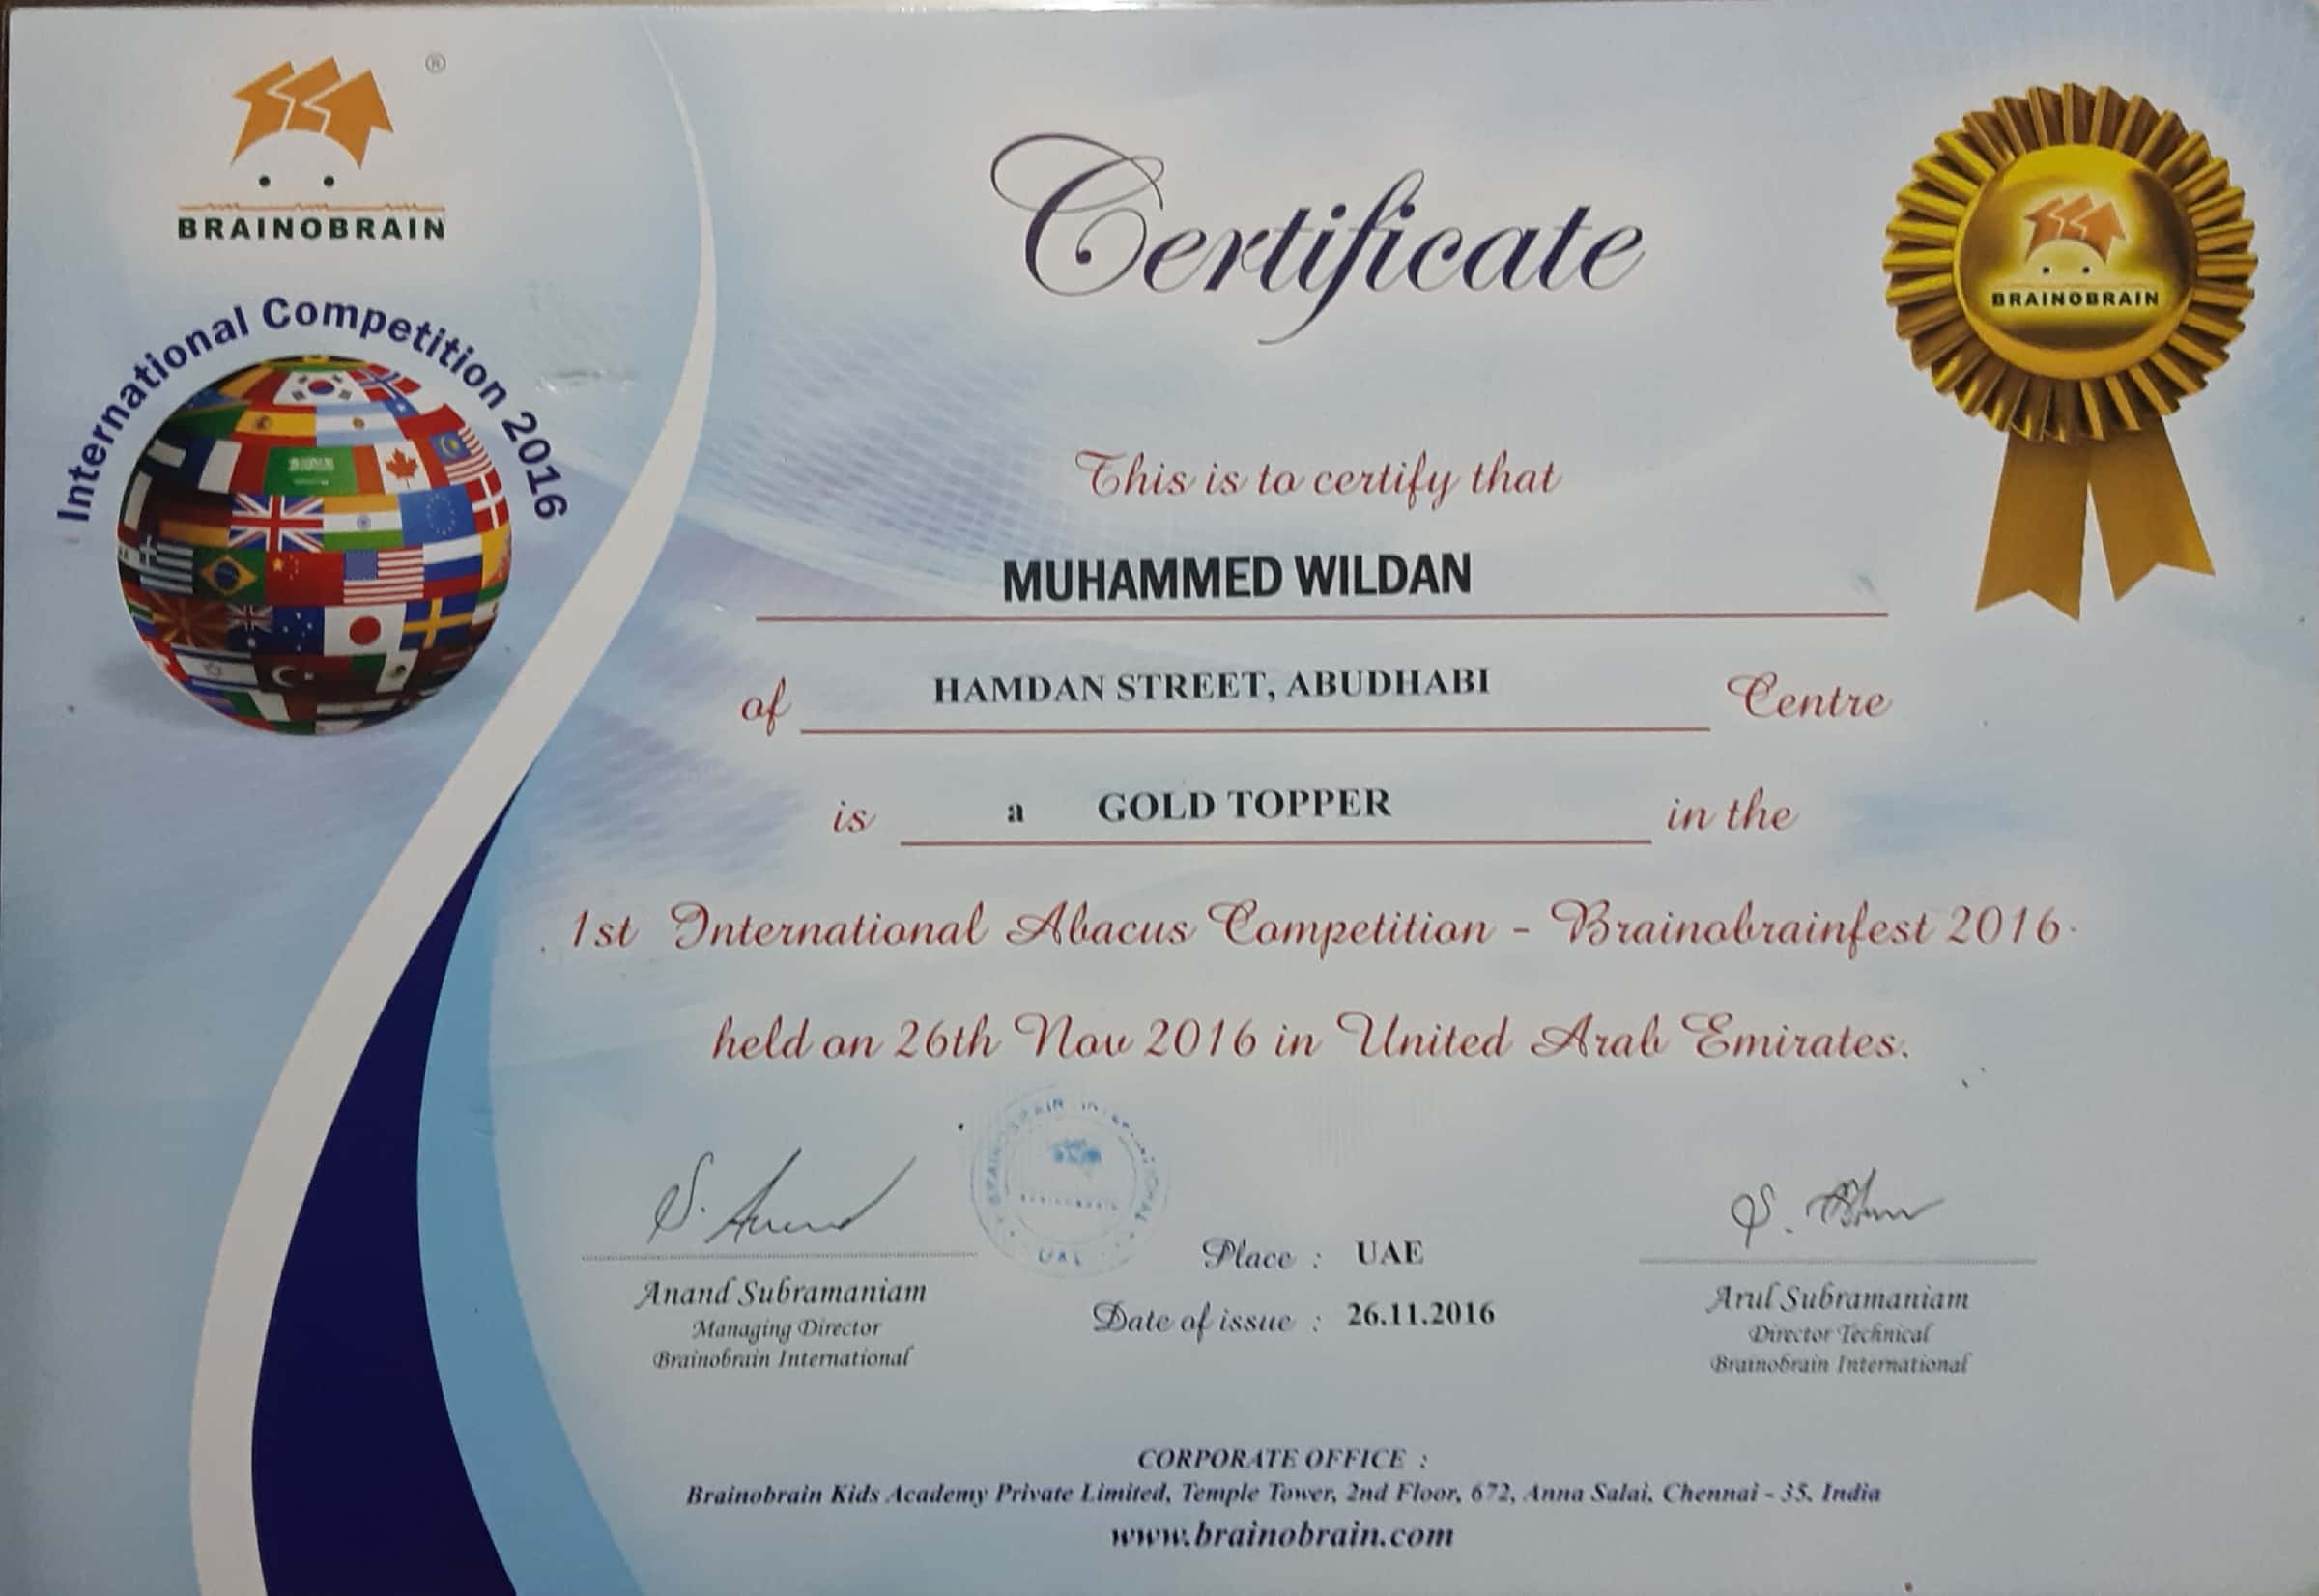 ®
BRAINOBRAIN
International Competition 2016
Certificate
BRAINOBRAIN
This is to certify that
MUHAMMED WILDAN
of HAMDAN STREET, ABUDHABI Centre
is a GOLD TOPPER in the
1st International Abacus Competition - Brainobrainfest 2016
held on 26th Nov 2016 in United Arab Emirates.
BRAINOBRAIN INTERNATIONAL
UAE
S. Anand
Place : UAE
Anand Subramaniam
Managing Director
Brainobrain International
Date of issue : 26.11.2016
Arul Subramaniam
Director Technical
Brainobrain International
CORPORATE OFFICE :
Brainobrain Kids Academy Private Limited, Temple Tower, 2nd Floor, 672, Anna Salai, Chennai - 35. India
www.brainobrain.com